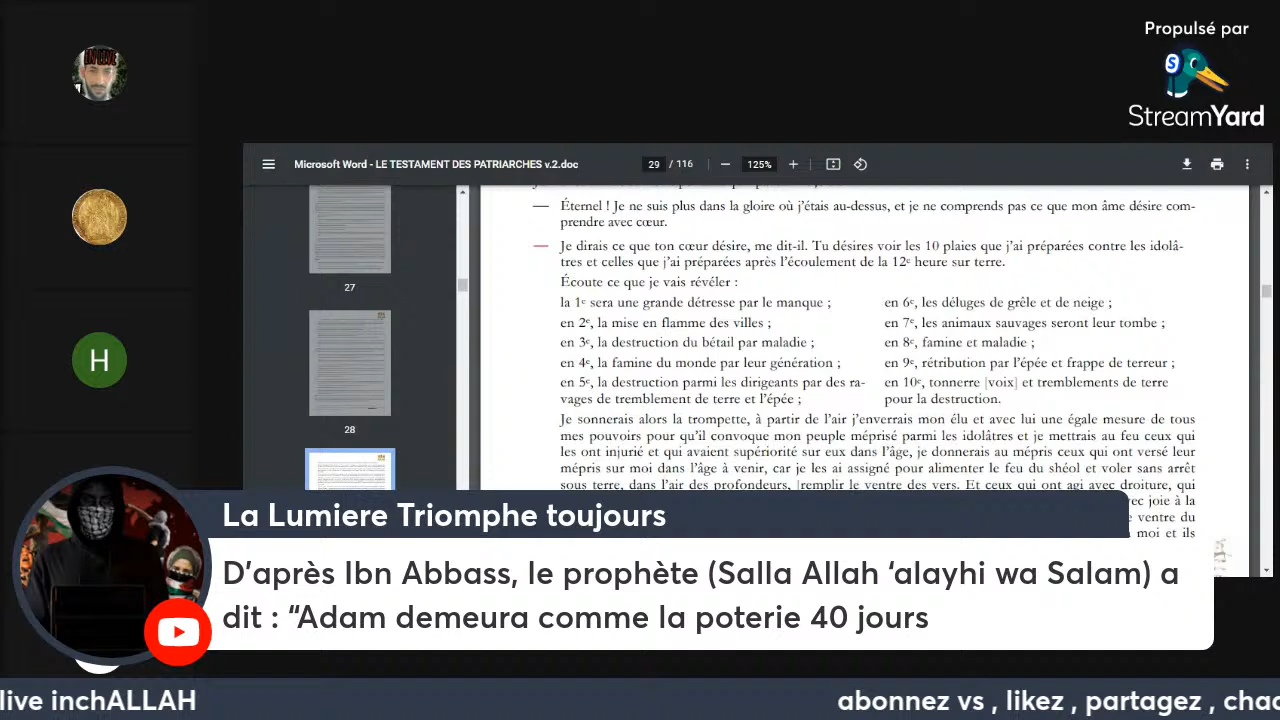 EN LIVE
Propulsé par
StreamYard
Microsoft Word - LE TESTAMENT DES PATRIARCHES v.2.doc
29 / 116
125%
— Éternel ! Je ne suis plus dans la gloire où j'étais au-dessus, et je ne comprends pas ce que mon âme désire com-
prendre avec cœur.
— Je dirais ce que ton cœur désire, me dit-il. Tu désires voir les 10 plaies que j'ai préparées contre les idolâ-
tres et celles que j'ai préparées après l'écoulement de la 12e heure sur terre.
Écoute ce que je vais révéler :
la 1e sera une grande détresse par le manque ;
en 2e, la mise en flamme des villes ;
en 3e, la destruction du bétail par maladie ;
en 4e, la famine du monde par leur génération ;
en 5e, la destruction parmi les dirigeants par des ra-
vages de tremblement de terre et l'épée ;
en 6e, les déluges de grêle et de neige ;
en 7e, les animaux sauvages seront leur tombe ;
en 8e, famine et maladie ;
en 9e, rétribution par l'épée et frappe de terreur ;
en 10e, tonnerre [voix] et tremblements de terre
pour la destruction.
Je sonnerais alors la trompette, à partir de l'air j'enverrais mon élu et avec lui une égale mesure de tous
mes pouvoirs pour qu'il convoque mon peuple méprisé parmi les idolâtres et je mettrais au feu ceux qui
les ont injurié et qui avaient supériorité sur eux dans l'âge, je donnerais au mépris ceux qui ont versé leur
mépris sur moi dans l'âge à venir, car je les ai assigné pour alimenter le feu du shéol et voler sans arrêt
sous terre, dans l'air des profondeurs, [remplir le ventre des vers. Et ceux qui ont agi avec droiture, qui
vec joie à la
e ventre du
moi et ils
27
28
H
La Lumiere Triomphe toujours
D'après Ibn Abbass, le prophète (Salla Allah ‘alayhi wa Salam) a
dit : “Adam demeura comme la poterie 40 jours
live inchALLAH
abonnez vs , likez , partagez , chac